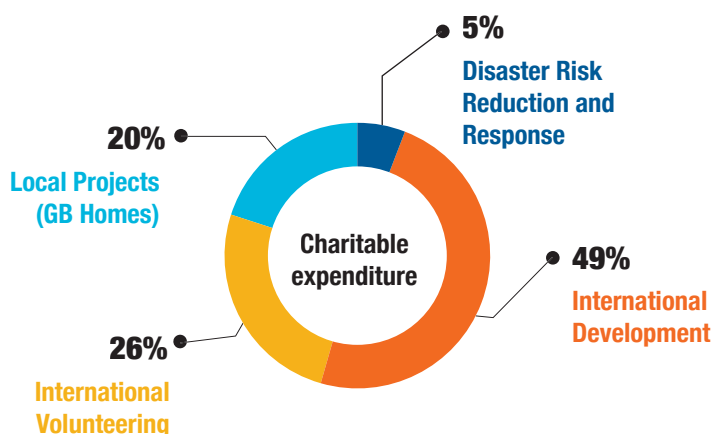 5%
Disaster Risk
Reduction and
Response
20%
Local Projects
(GB Homes)
Charitable
expenditure
49%
International
Development
26%
International
Volunteering